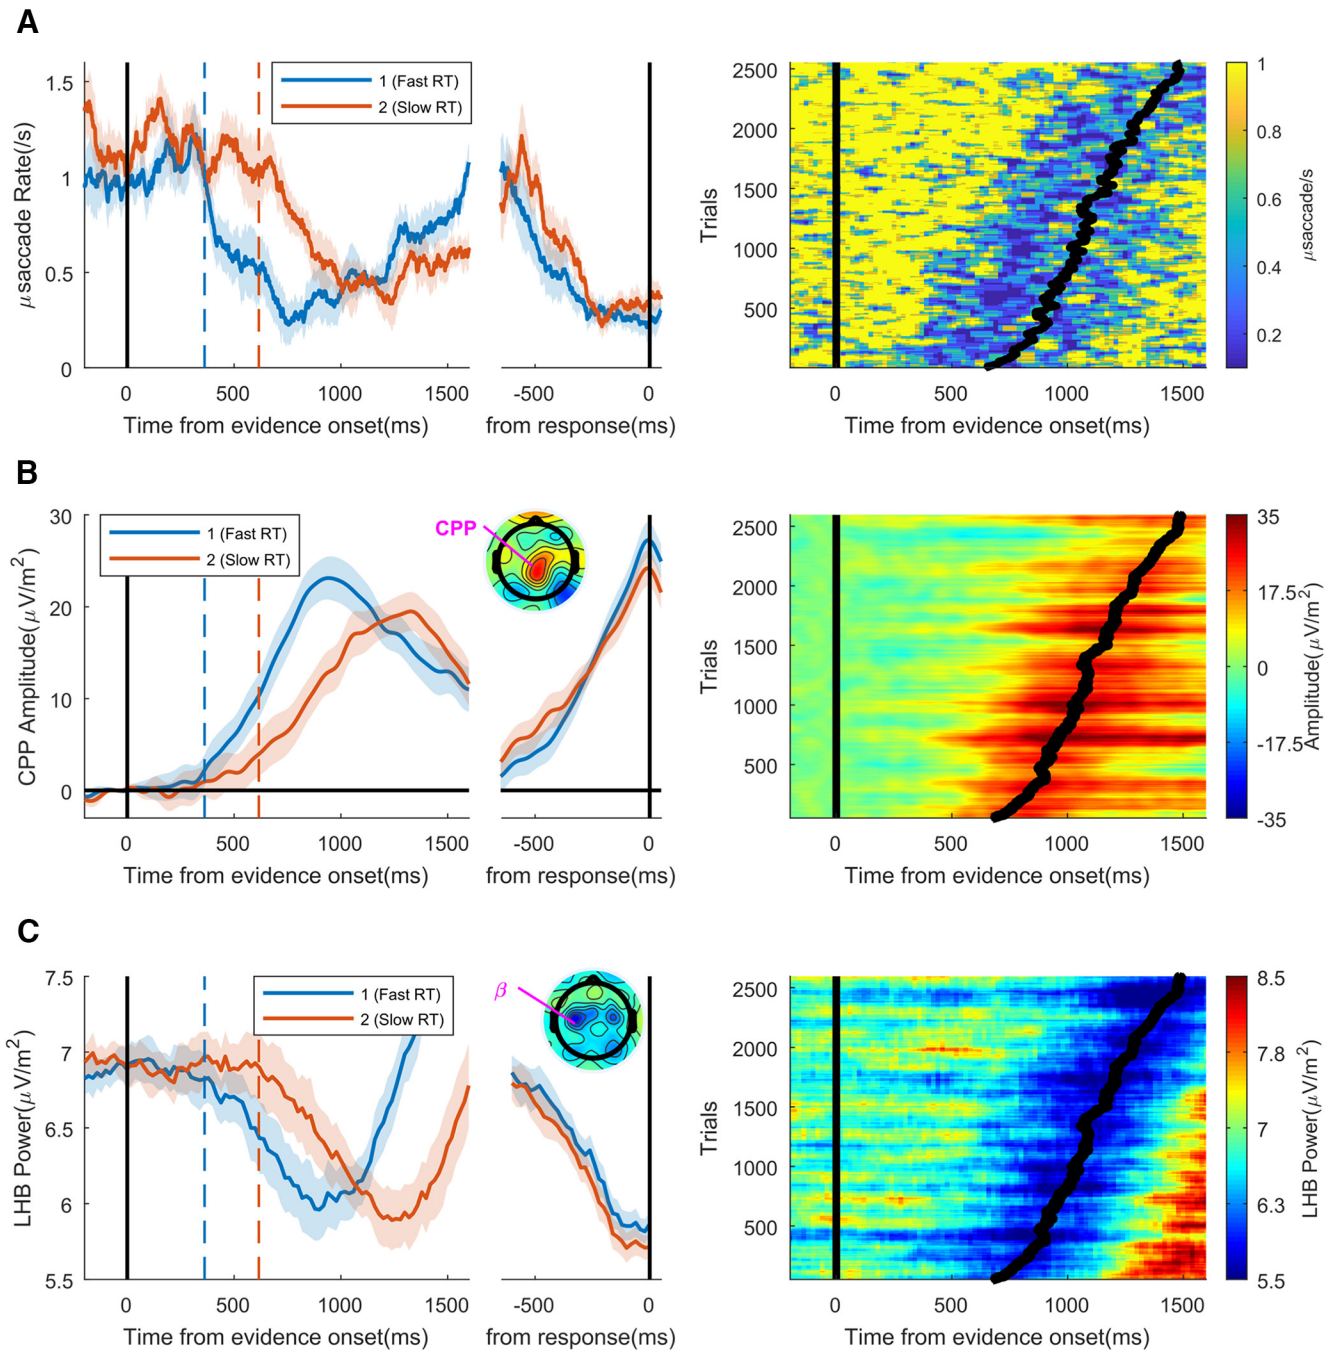 A
1.5
1
0.5
0
μsaccade Rate(/s)
1 (Fast RT)
2 (Slow RT)
0
500
1000
1500
-500
0
Time from evidence onset(ms)
from response(ms)
2500
2000
1500
1000
500
Trials
0
500
1000
1500
Time from evidence onset(ms)
1
0.8
0.6
0.4
0.2
μsaccade/s
B
30
20
10
0
CPP Amplitude(μV/m²)
1 (Fast RT)
2 (Slow RT)
CPP
0
500
1000
1500
-500
0
Time from evidence onset(ms)
from response(ms)
2500
2000
1500
1000
500
Trials
0
500
1000
1500
Time from evidence onset(ms)
35
17.5
0
-17.5
-35
Amplitude(μV/m²)
C
7.5
7
6.5
6
5.5
LHB Power(μV/m²)
1 (Fast RT)
2 (Slow RT)
β
0
500
1000
1500
-500
0
Time from evidence onset(ms)
from response(ms)
2500
2000
1500
1000
500
Trials
0
500
1000
1500
Time from evidence onset(ms)
8.5
7.8
7
6.3
5.5
LHB Power(μV/m²)